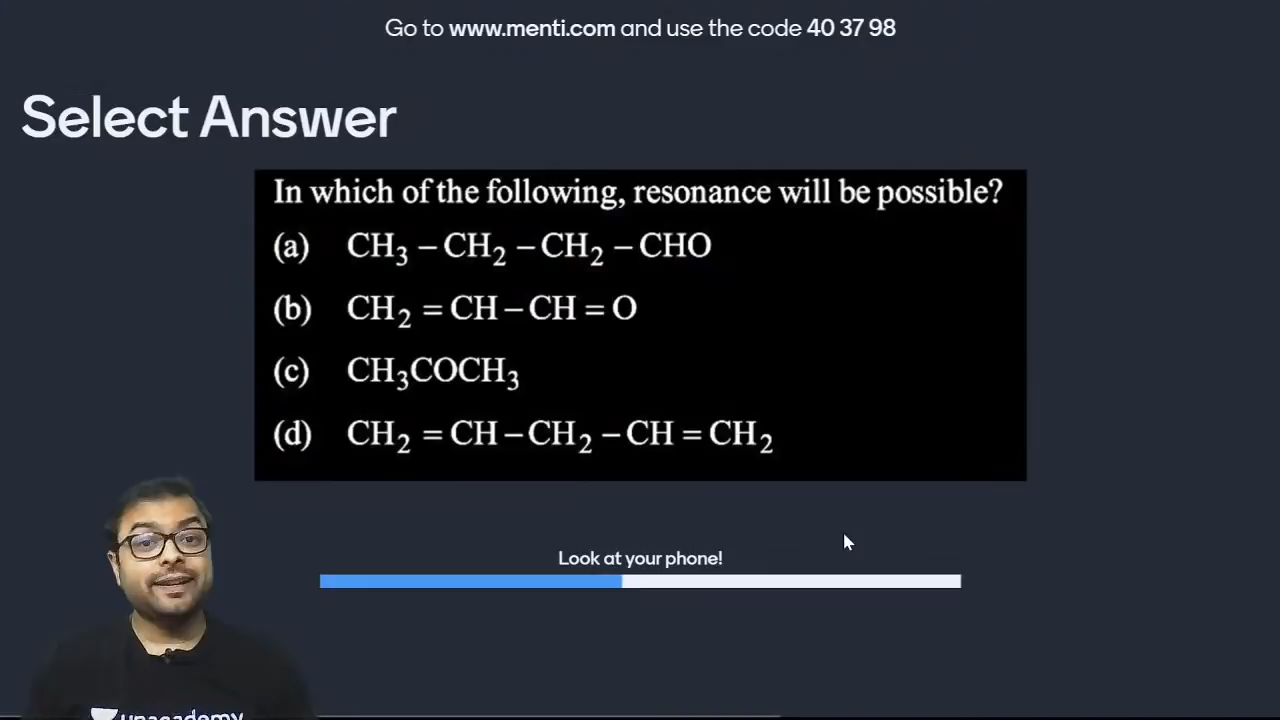 Go to www.menti.com and use the code 40 37 98
Select Answer
In which of the following, resonance will be possible?
(a) CH₃ – CH₂ – CH₂ – CHO
(b) CH₂ = CH – CH = O
(c) CH₃COCH₃
(d) CH₂ = CH – CH₂ – CH = CH₂
Look at your phone!
unacademy